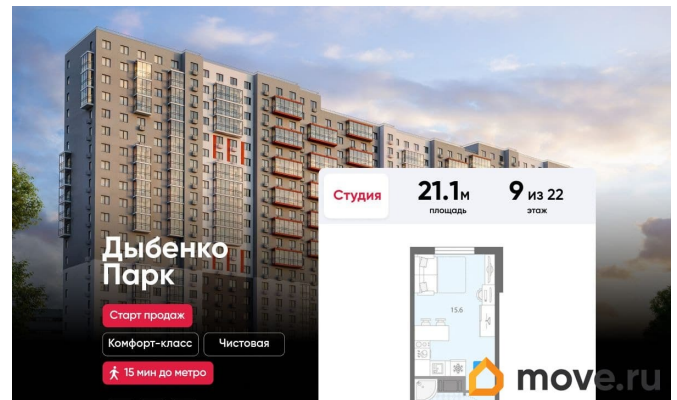 Студия
21.1м
площадь
9 из 22
этаж
Дыбенко
Парк
Старт продаж
Комфорт-класс
Чистовая
15 мин до метро
15.6
move.ru